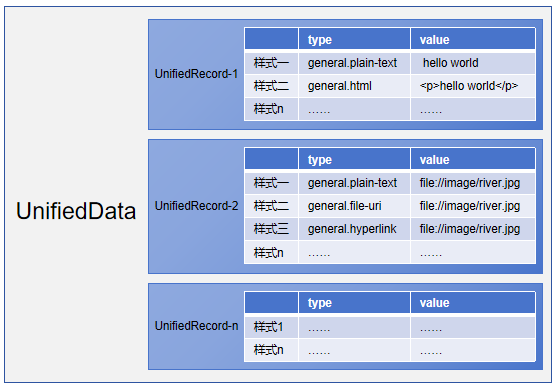 UnifiedData
UnifiedRecord-1
type value
样式一 general.plain-text hello world
样式二 general.html <p>hello world</p>
样式n …… ……
UnifiedRecord-2
type value
样式一 general.plain-text file://image/river.jpg
样式二 general.file-uri file://image/river.jpg
样式三 general.hyperlink file://image/river.jpg
样式n …… ……
UnifiedRecord-n
type value
样式1 …… ……
样式n …… ……